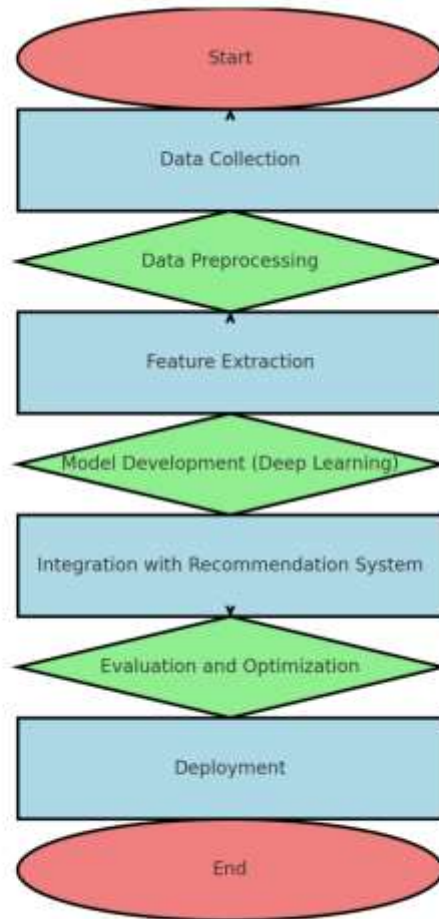 Start
Data Collection
Data Preprocessing
Feature Extraction
Model Development (Deep Learning)
Integration with Recommendation System
Evaluation and Optimization
Deployment
End